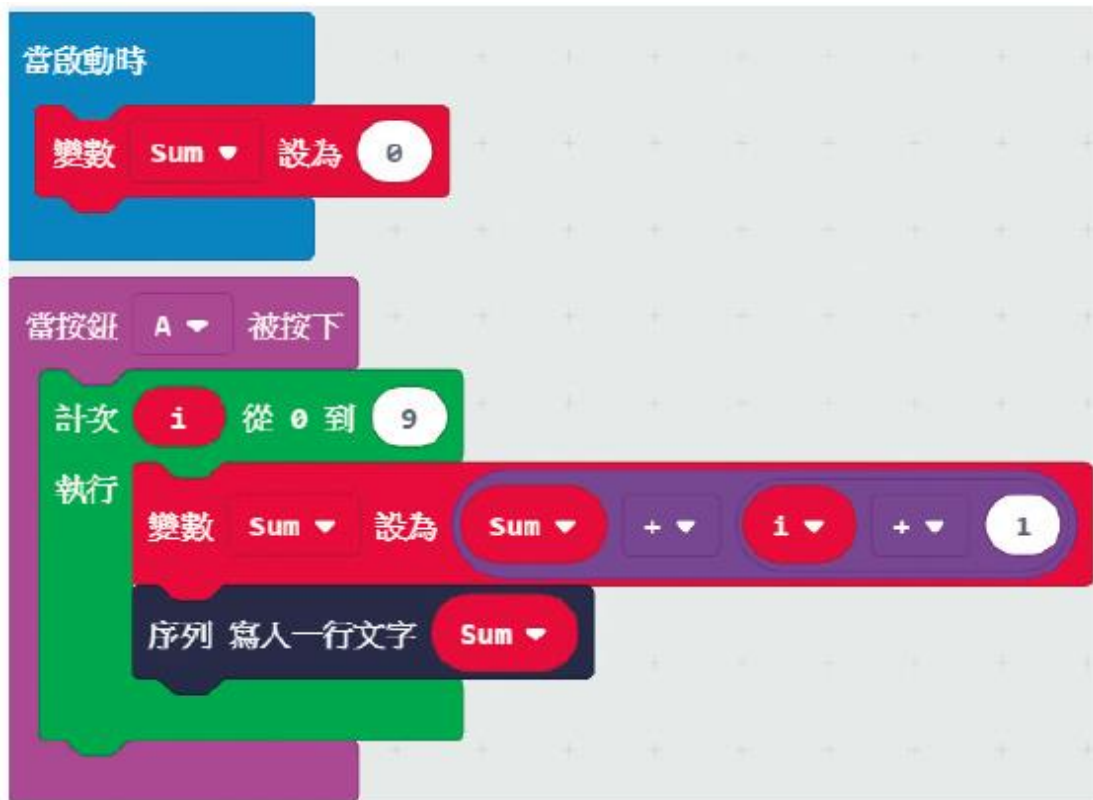 當啟動時
變數 Sum 設為 0
當按鈕 A 被按下
計次 i 從 0 到 9
執行
變數 Sum 設為 Sum + i + 1
序列 寫入一行文字 Sum